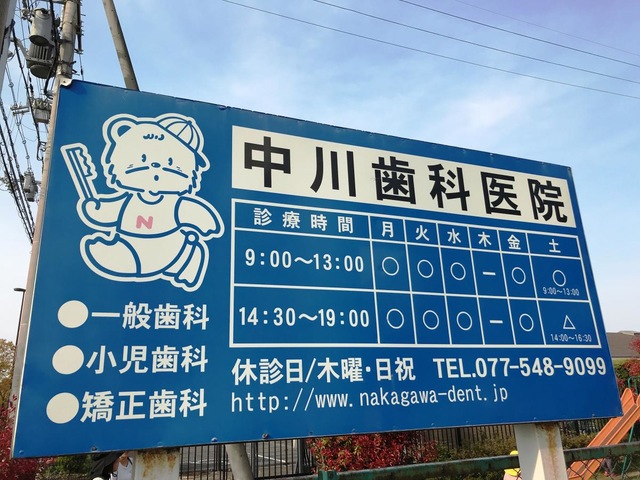 中川歯科医院
N
診療時間 月 火 水 木 金 土
9:00〜13:00 ○ ○ ○ － ○ ○ 9:00〜13:00
14:30〜19:00 ○ ○ ○ － ○ △ 14:00〜16:30
●一般歯科
●小児歯科
●矯正歯科
休診日/木曜・日祝 TEL.077-548-9099
http://www.nakagawa-dent.jp